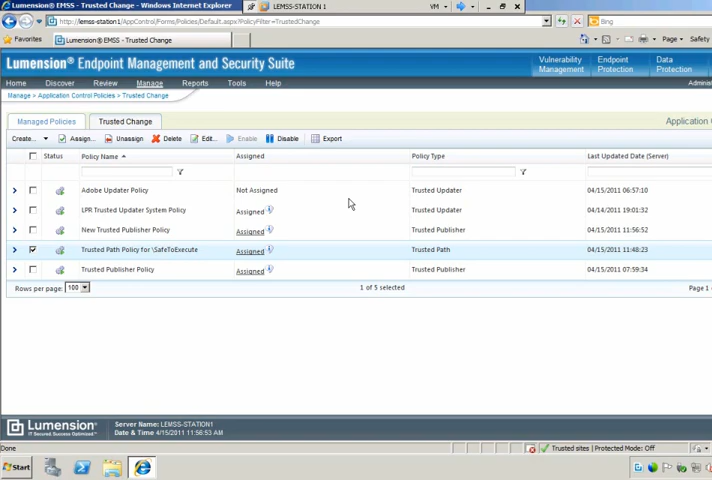 Lumension® EMSS - Trusted Change - Windows Internet Explorer
LEMSS-STATION 1
VM
http://lemss-station1/AppControl/Forms/Policies/Default.aspx?PolicyFilter=TrustedChange
Bing
Favorites
Lumension® EMSS - Trusted Change
Page
Safety
Lumension® Endpoint Management and Security Suite
Vulnerability Management
Endpoint Protection
Data Protection
Home Discover Review Manage Reports Tools Help
Adminis
Manage > Application Control Policies > Trusted Change
Managed Policies
Trusted Change
Application
Create... Assign... Unassign Delete Edit... Enable Disable Export
Status Policy Name Assigned Policy Type Last Updated Date (Server)
Adobe Updater Policy Not Assigned Trusted Updater 04/15/2011 06:57:10
LPR Trusted Updater System Policy Assigned Trusted Updater 04/14/2011 19:01:32
New Trusted Publisher Policy Assigned Trusted Publisher 04/15/2011 11:56:52
Trusted Path Policy for \SafeToExecute Assigned Trusted Path 04/15/2011 11:48:23
Trusted Publisher Policy Assigned Trusted Publisher 04/15/2011 07:59:34
Rows per page: 100
1 of 5 selected
Page 1
Lumension
IT Secured. Success Optimized.™
Server Name: LEMSS-STATION1
Date & Time 4/15/2011 11:56:53 AM
Done
Trusted sites | Protected Mode: Off
Start